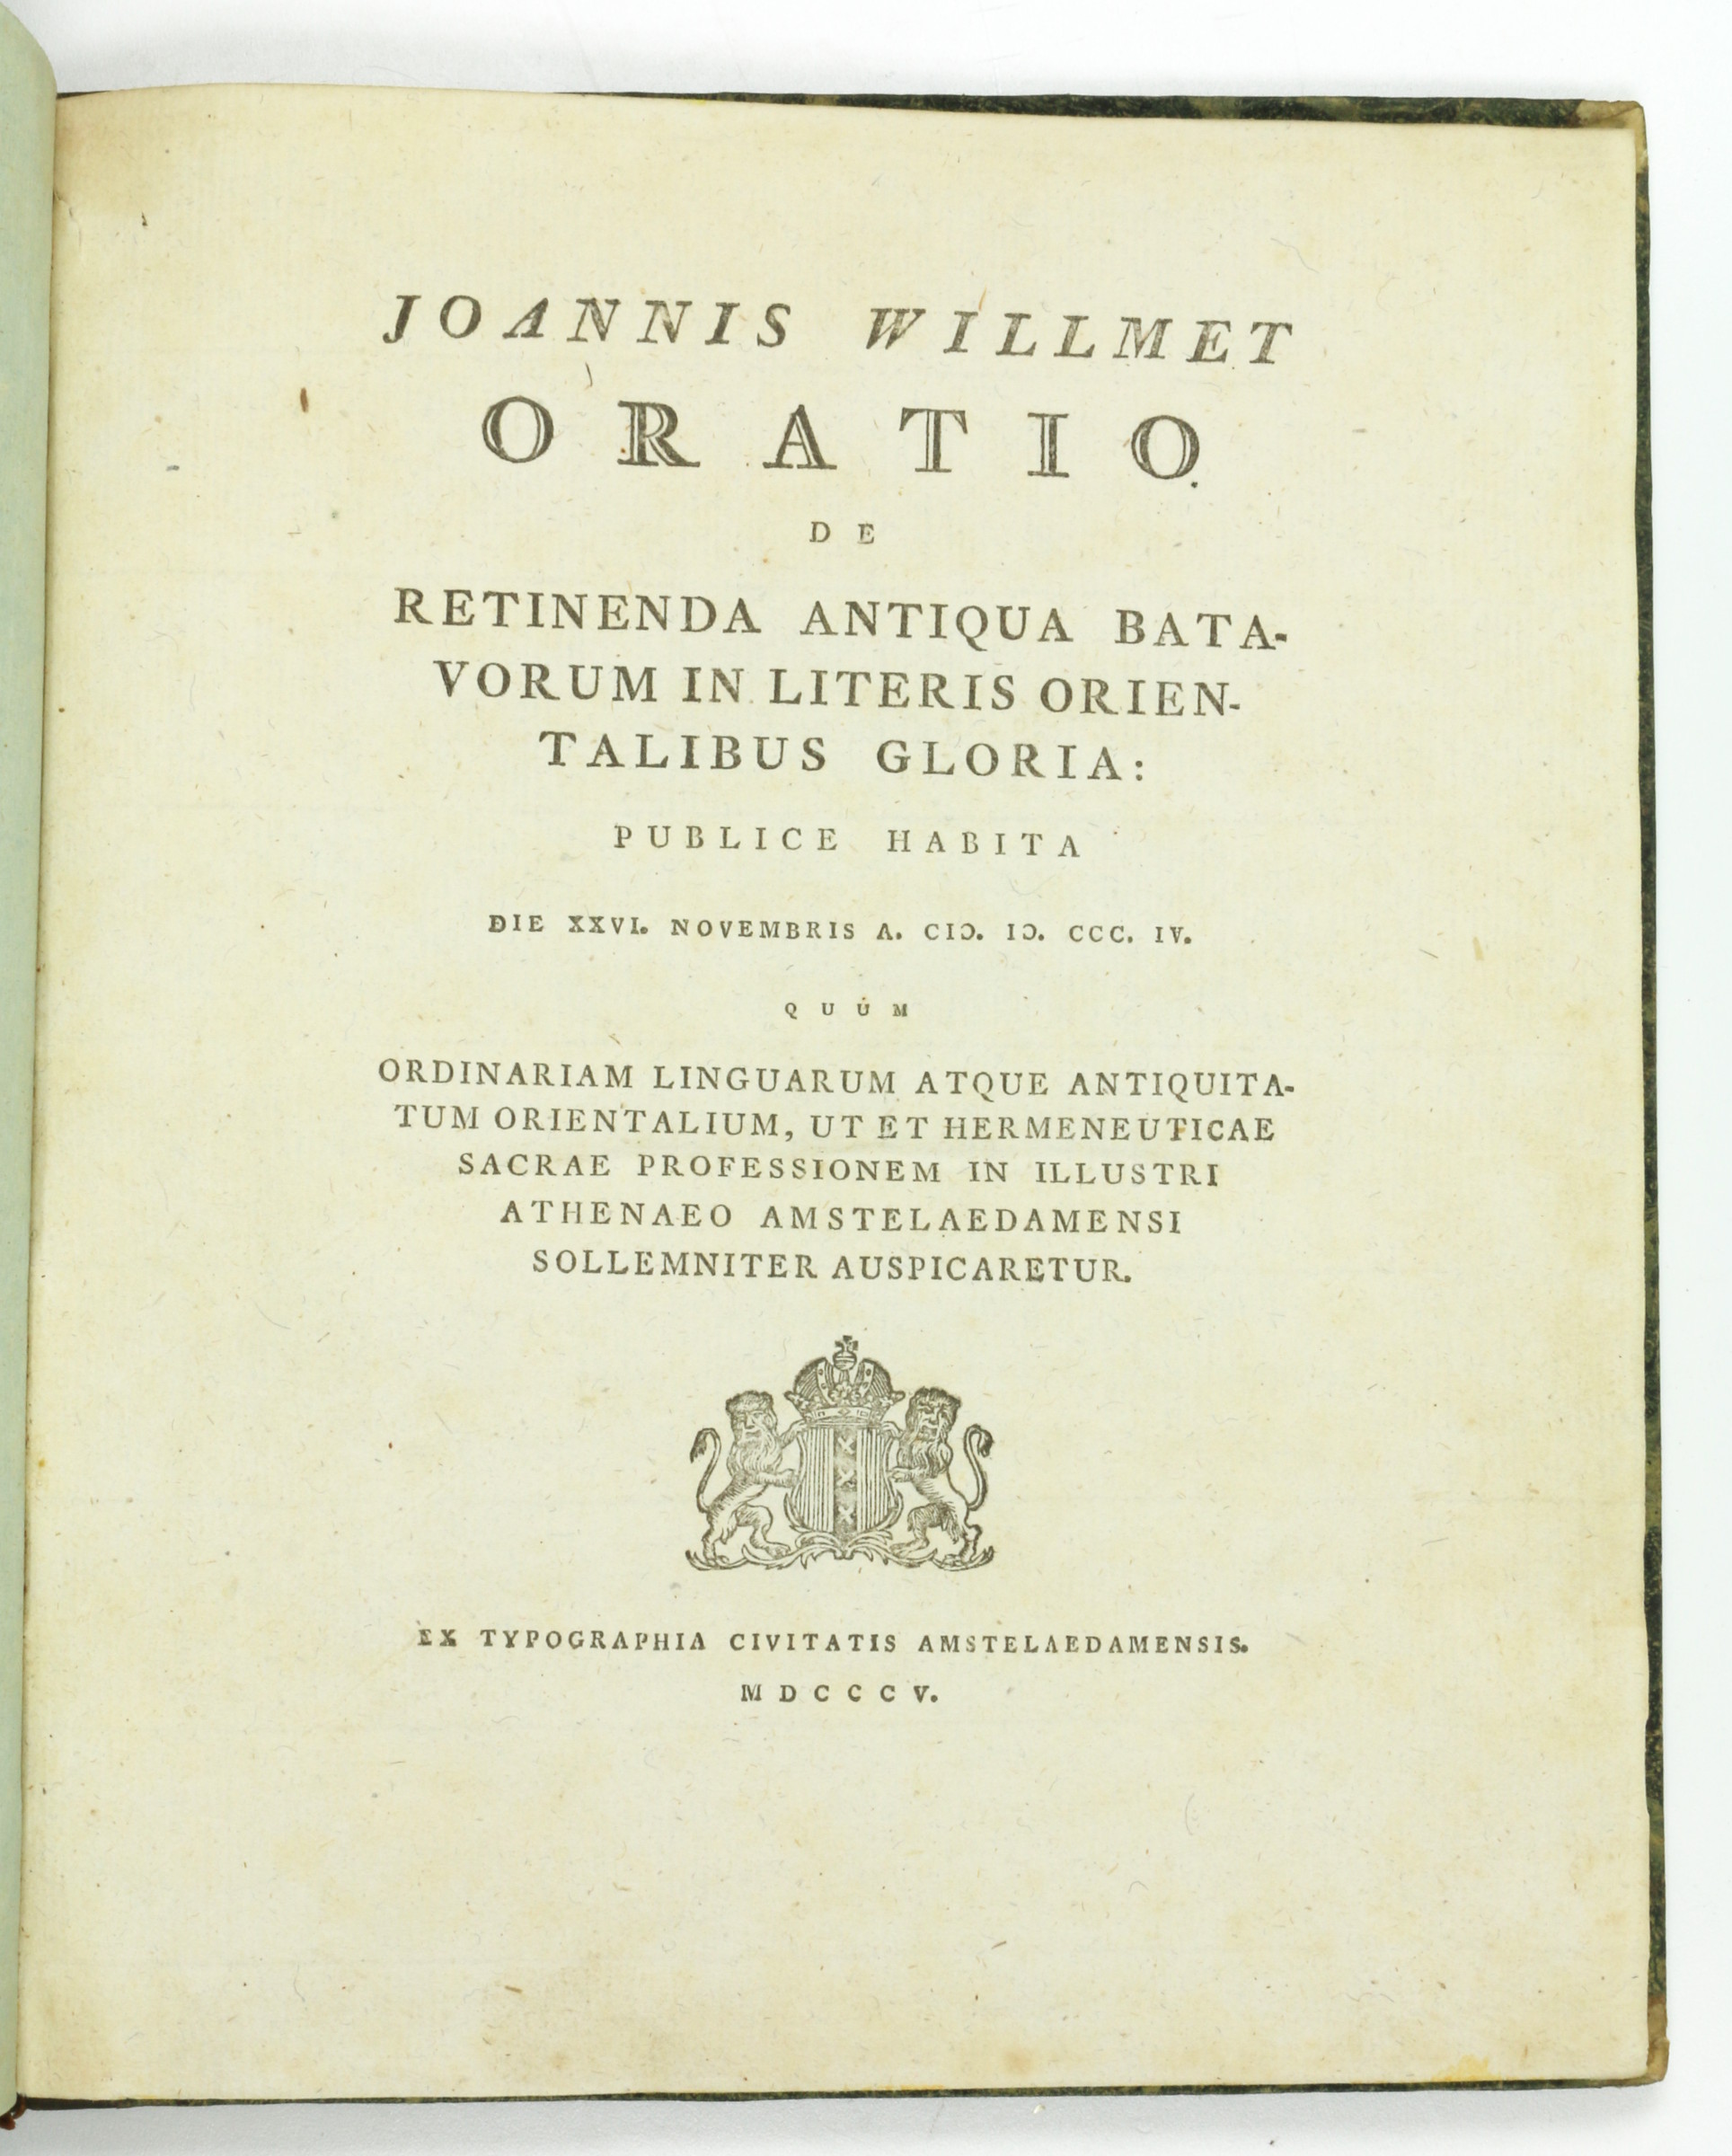 JOANNIS WILLMET
ORATIO
DE
RETINENDA ANTIQUA BATA-
VORUM IN LITERIS ORIEN-
TALIBUS GLORIA:
PUBLICE HABITA
DIE XXVI. NOVEMBRIS A. CIↃ. IↃ. CCC. IV.
QUUM
ORDINARIAM LINGUARUM ATQUE ANTIQUITA-
TUM ORIENTALIUM, UT ET HERMENEUTICAE
SACRAE PROFESSIONEM IN ILLUSTRI
ATHENAEO AMSTELAEDAMENSI
SOLLEMNITER AUSPICARETUR.
EX TYPOGRAPHIA CIVITATIS AMSTELAEDAMENSIS.
MDCCCV.